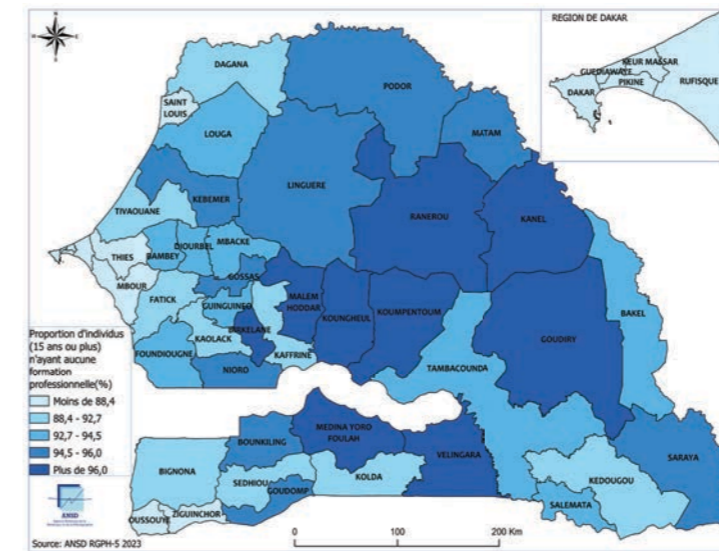 REGION DE DAKAR
KEUR MASSAR
GUEDIAWAYE
RUFISQUE
PIKINE
DAKAR
DAGANA
PODOR
SAINT
LOUIS
LOUGA
MATAM
LINGUERE
KEBEMER
TIVAOUANE
RANEROU
KANEL
MBACKE
DJOURBEL
BAMBEY
THIES
GOSSAS
MBOUR
FATICK
MALEM
HODDAR
GUINGUINEO
KOUNGHEUL
KOUMPENTOUM
BAKEL
BIRKELANE
GOUDIRY
KAOLACK
KAFFRINE
FOUNDIOUGNE
TAMBACOUNDA
NIORO
MEDINA YORO
FOULAH
BOUNKILING
VELINGARA
SARAYA
BIGNONA
SEDHIOU
KOLDA
KEDOUGOU
GOUDOMP
SALEMATA
ZIGUINCHOR
OUSSOUYE
Proportion d'individus
(15 ans ou plus)
n'ayant aucune
formation
professionnelle(%)
Moins de 88,4
88,4 - 92,7
92,7 - 94,5
94,5 - 96,0
Plus de 96,0
ANSD
0 100 200 Km
Source: ANSD RGPH-5 2023